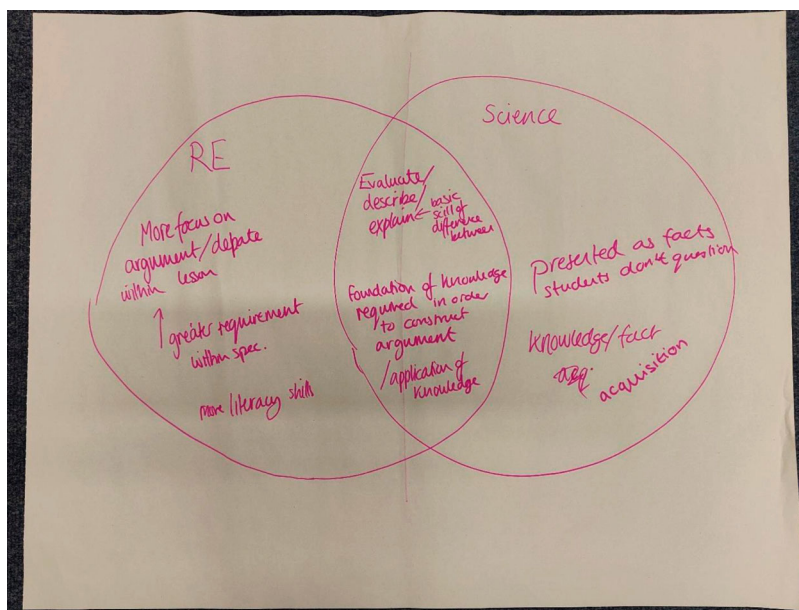 RE
More focus on
argument/debate
within lesson
↑ greater requirement
within spec.
more literacy skills
Evaluate/
describe/
explain ← basic
skill of
difference
between
foundation of knowledge
required in order
to construct
argument
/application of
knowledge
Science
presented as facts
students don't question
knowledge/fact
acq.
acquisition